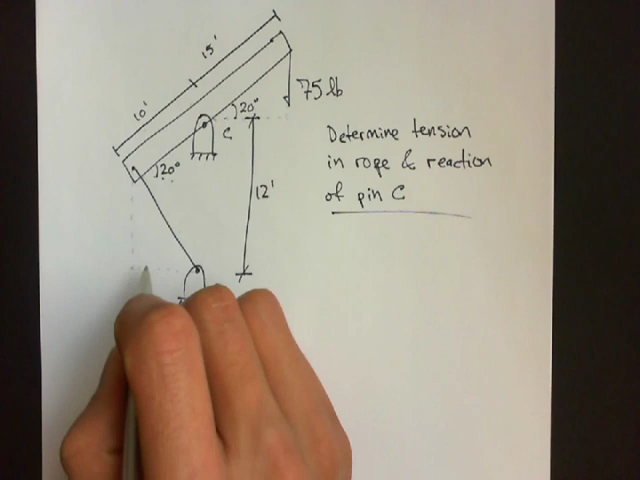 15'
10'
75 lb
20°
C
20°
12'
Determine tension
in rope & reaction
of pin C